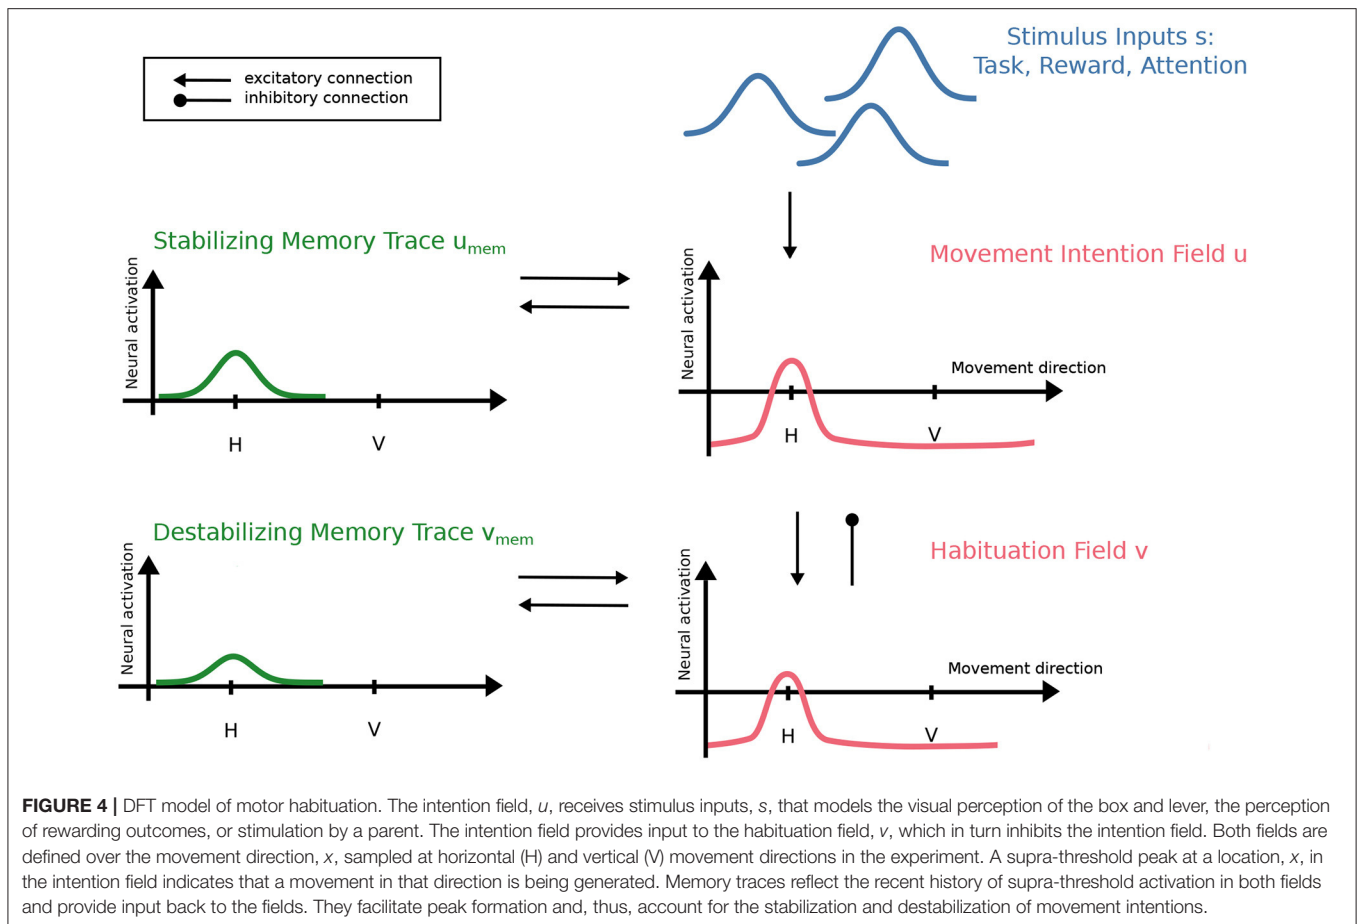 excitatory connection
inhibitory connection
Stimulus Inputs s:
Task, Reward, Attention
Stabilizing Memory Trace umem
Neural activation
H
V
Movement Intention Field u
Neural activation
Movement direction
H
V
Destabilizing Memory Trace vmem
Neural activation
H
V
Habituation Field v
Neural activation
Movement direction
H
V
FIGURE 4 | DFT model of motor habituation. The intention field, u, receives stimulus inputs, s, that models the visual perception of the box and lever, the perception
of rewarding outcomes, or stimulation by a parent. The intention field provides input to the habituation field, v, which in turn inhibits the intention field. Both fields are
defined over the movement direction, x, sampled at horizontal (H) and vertical (V) movement directions in the experiment. A supra-threshold peak at a location, x, in
the intention field indicates that a movement in that direction is being generated. Memory traces reflect the recent history of supra-threshold activation in both fields
and provide input back to the fields. They facilitate peak formation and, thus, account for the stabilization and destabilization of movement intentions.